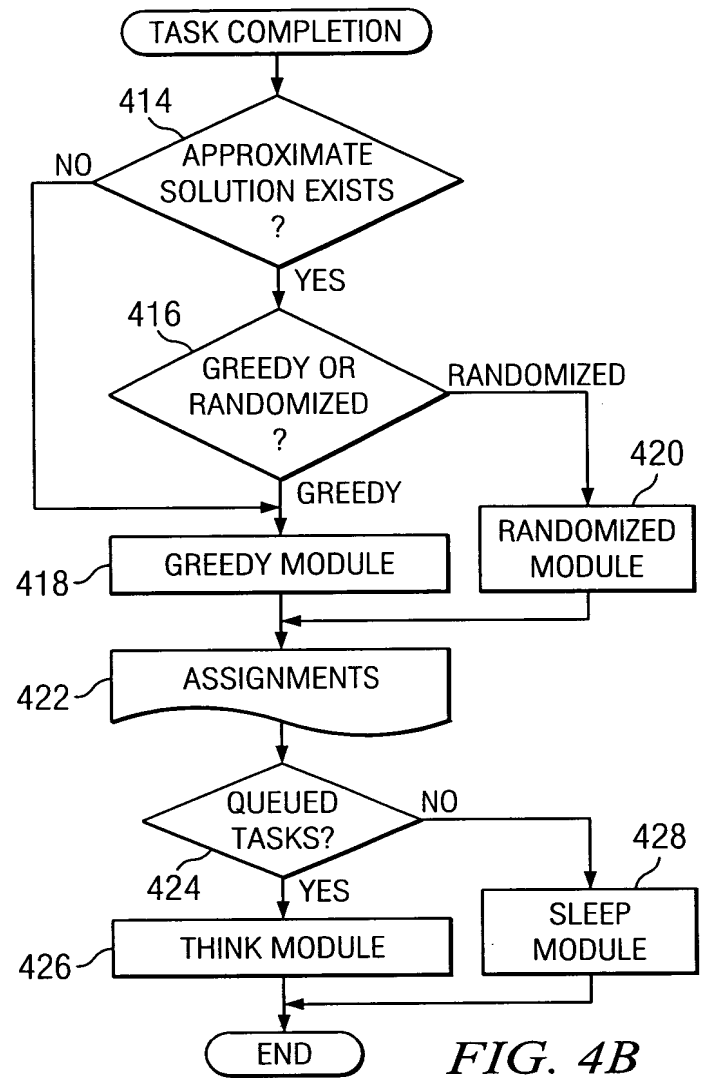 TASK COMPLETION
414
NO
APPROXIMATE
SOLUTION EXISTS
?
YES
416
GREEDY OR
RANDOMIZED
?
RANDOMIZED
GREEDY
420
RANDOMIZED
MODULE
418
GREEDY MODULE
422
ASSIGNMENTS
QUEUED
TASKS?
NO
424
YES
428
SLEEP
MODULE
426
THINK MODULE
END
FIG. 4B